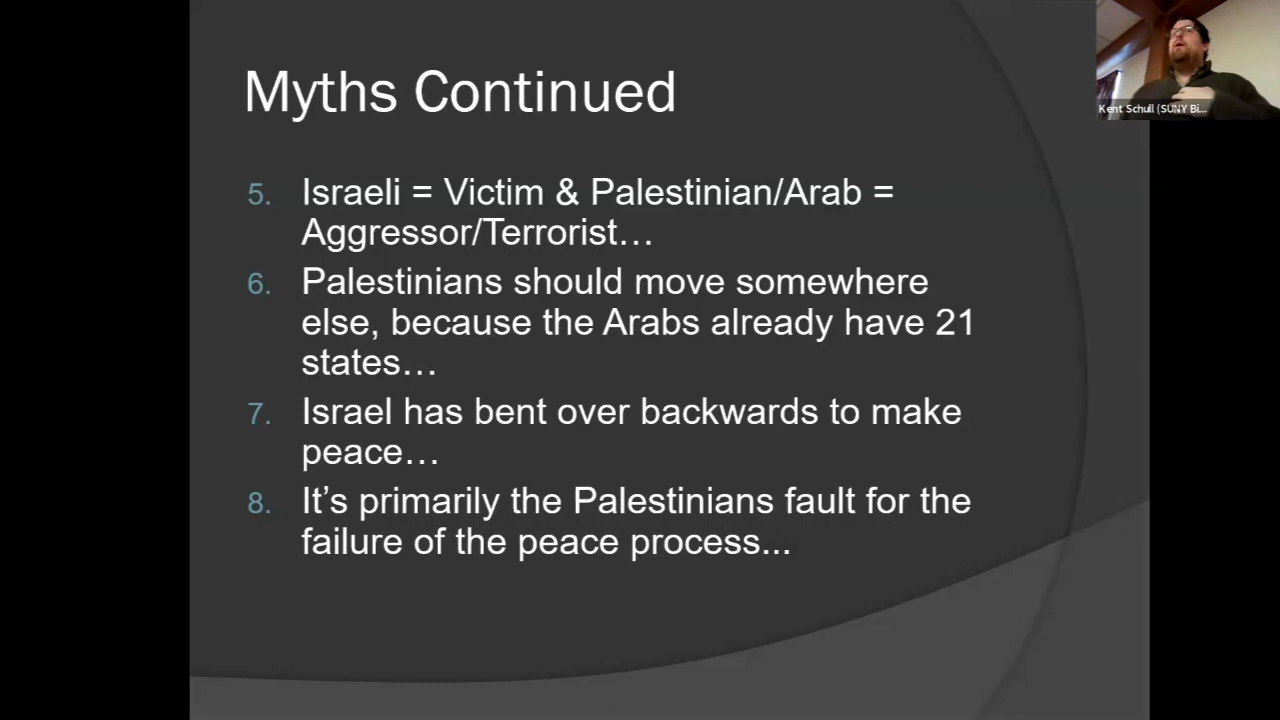 Myths Continued
Kent Schull (SUNY Bi...
5. Israeli = Victim & Palestinian/Arab =
Aggressor/Terrorist…
6. Palestinians should move somewhere
else, because the Arabs already have 21
states…
7. Israel has bent over backwards to make
peace…
8. It’s primarily the Palestinians fault for the
failure of the peace process...